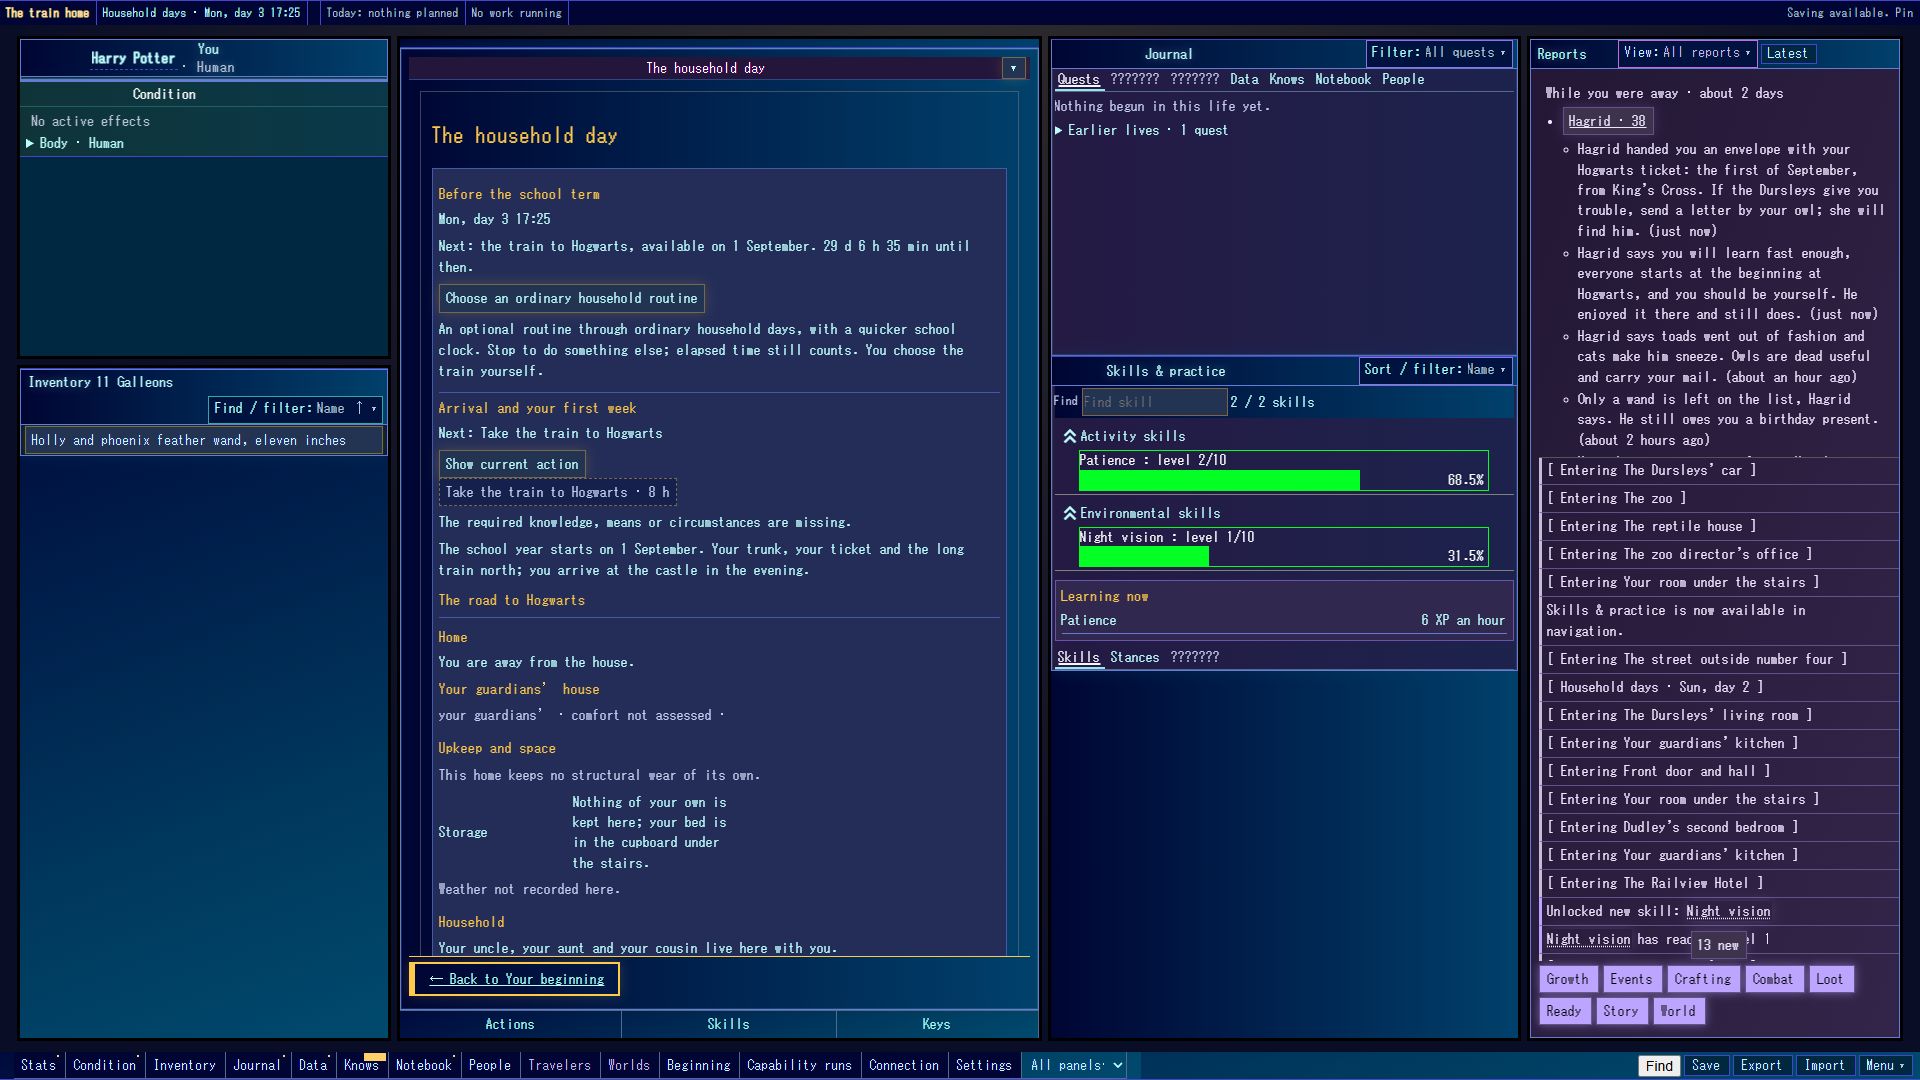 The train home
Household days · Mon, day 3 17:25
Today: nothing planned
No work running
Saving available. Pin
Harry Potter
·
You
Human
Condition
No active effects
▶ Body · Human
Inventory 11 Galleons
Find / filter: Name ↑ ▾
Holly and phoenix feather wand, eleven inches
The household day
▾
The household day
Before the school term
Mon, day 3 17:25
Next: the train to Hogwarts, available on 1 September. 29 d 6 h 35 min until
then.
Choose an ordinary household routine
An optional routine through ordinary household days, with a quicker school
clock. Stop to do something else; elapsed time still counts. You choose the
train yourself.
Arrival and your first week
Next: Take the train to Hogwarts
Show current action
Take the train to Hogwarts · 8 h
The required knowledge, means or circumstances are missing.
The school year starts on 1 September. Your trunk, your ticket and the long
train north; you arrive at the castle in the evening.
The road to Hogwarts
Home
You are away from the house.
Your guardians’ house
your guardians’ · comfort not assessed ·
Upkeep and space
This home keeps no structural wear of its own.
Storage
Nothing of your own is
kept here; your bed is
in the cupboard under
the stairs.
Weather not recorded here.
Household
Your uncle, your aunt and your cousin live here with you.
← Back to Your beginning
Actions
Skills
Keys
Journal
Filter: All quests ▾
Quests ??????? ??????? Data Knows Notebook People
Nothing begun in this life yet.
▶ Earlier lives · 1 quest
Skills & practice
Sort / filter: Name ▾
Find
Find skill
2 / 2 skills
Activity skills
Patience : level 2/10
68.5%
Environmental skills
Night vision : level 1/10
31.5%
Learning now
Patience
6 XP an hour
Skills Stances ???????
Reports
View: All reports ▾
Latest
While you were away · about 2 days
• Hagrid · 38
Hagrid handed you an envelope with your
Hogwarts ticket: the first of September,
from King’s Cross. If the Dursleys give you
trouble, send a letter by your owl; she will
find him. (just now)
Hagrid says you will learn fast enough,
everyone starts at the beginning at
Hogwarts, and you should be yourself. He
enjoyed it there and still does. (just now)
Hagrid says toads went out of fashion and
cats make him sneeze. Owls are dead useful
and carry your mail. (about an hour ago)
Only a wand is left on the list, Hagrid
says. He still owes you a birthday present.
(about 2 hours ago)
[ Entering The Dursleys’ car ]
[ Entering The zoo ]
[ Entering The reptile house ]
[ Entering The zoo director’s office ]
[ Entering Your room under the stairs ]
Skills & practice is now available in
navigation.
[ Entering The street outside number four ]
[ Household days · Sun, day 2 ]
[ Entering The Dursleys’ living room ]
[ Entering Your guardians’ kitchen ]
[ Entering Front door and hall ]
[ Entering Your room under the stairs ]
[ Entering Dudley’s second bedroom ]
[ Entering Your guardians’ kitchen ]
[ Entering The Railview Hotel ]
Unlocked new skill: Night vision
Night vision has
1
13 new
Growth Events Crafting Combat Loot
Ready Story World
Stats Condition Inventory Journal Data Knows Notebook People Travelers Worlds Beginning Capability runs Connection Settings All panels
Find Save Export Import Menu ▾